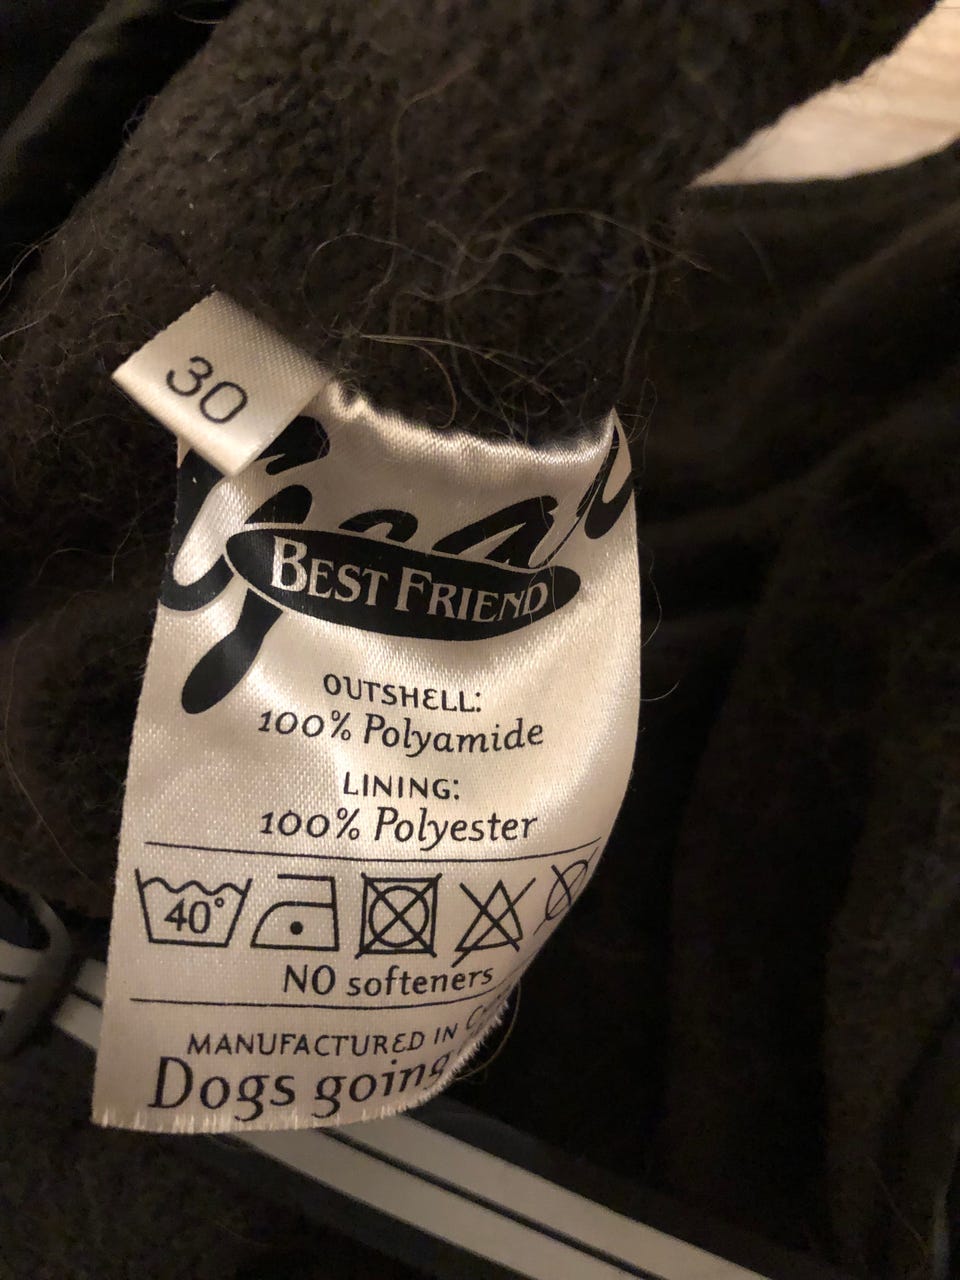 30
BEST FRIEND
OUTSHELL:
100% Polyamide
LINING:
100% Polyester
40°
NO softeners
MANUFACTURED IN
Dogs going